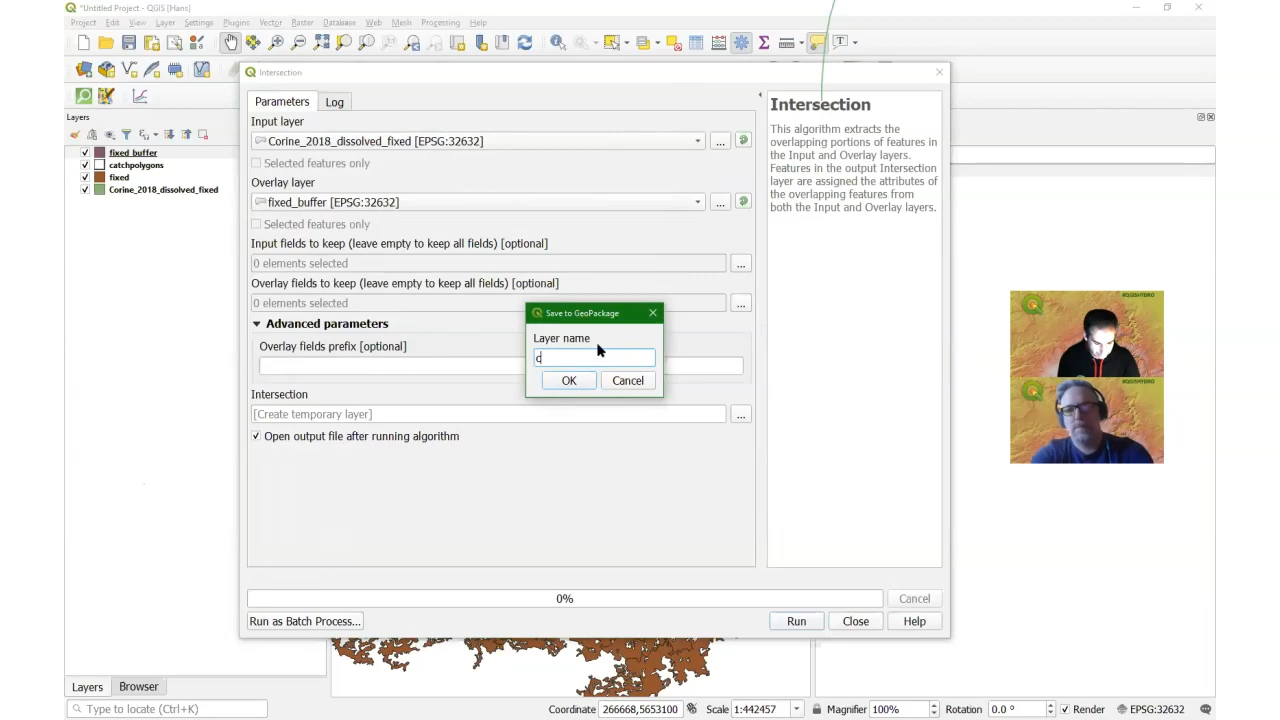 *Untitled Project - QGIS [Hans]
Project Edit View Layer Settings Plugins Vector Raster Database Web Mesh Processing Help
Intersection
Parameters Log
Input layer
Corine_2018_dissolved_fixed [EPSG:32632]
...
Selected features only
Overlay layer
fixed_buffer [EPSG:32632]
...
Selected features only
Input fields to keep (leave empty to keep all fields) [optional]
0 elements selected
...
Overlay fields to keep (leave empty to keep all fields) [optional]
0 elements selected
...
Advanced parameters
Overlay fields prefix [optional]
Intersection
[Create temporary layer]
...
Open output file after running algorithm
0%
Cancel
Run as Batch Process...
Run Close Help
Intersection
This algorithm extracts the
overlapping portions of features in
the Input and Overlay layers.
Features in the output Intersection
layer are assigned the attributes of
the overlapping features from
both the Input and Overlay layers.
Save to GeoPackage
Layer name
c
OK Cancel
Layers
fixed_buffer
catchpolygons
fixed
Corine_2018_dissolved_fixed
#QGISHYDRO
#QGISHYDRO
Layers Browser
Type to locate (Ctrl+K)
Coordinate 266668,5653100 Scale 1:442457 Magnifier 100% Rotation 0.0 ° Render EPSG:32632